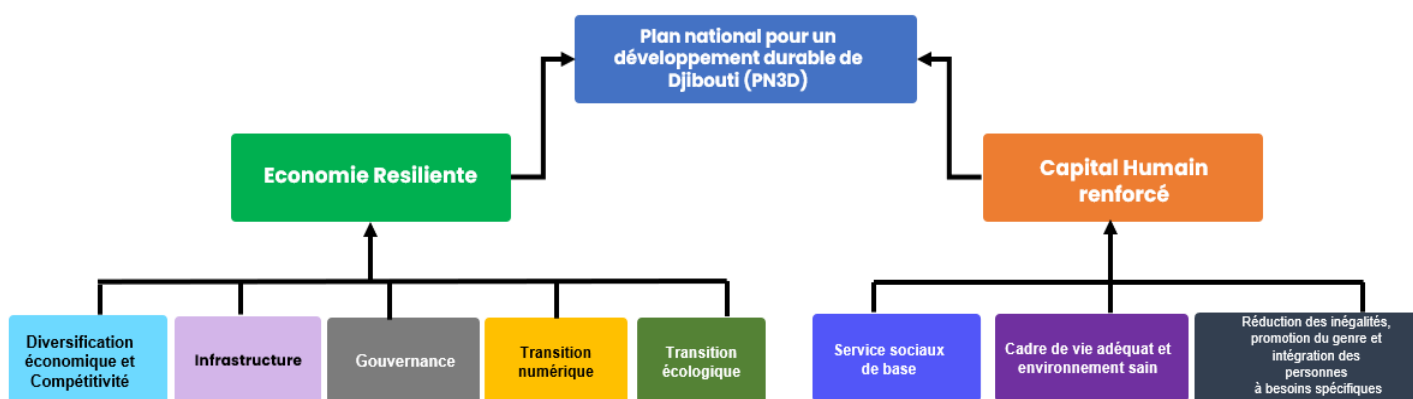 Plan national pour un
développement durable de
Djibouti (PN3D)
Economie Resiliente
Capital Humain
renforcé
Diversification
économique et
Compétitivité
Infrastructure
Gouvernance
Transition
numérique
Transition
écologique
Service sociaux
de base
Cadre de vie adéquat et
environnement sain
Réduction des inégalités,
promotion du genre et
intégration des
personnes
à besoins spécifiques